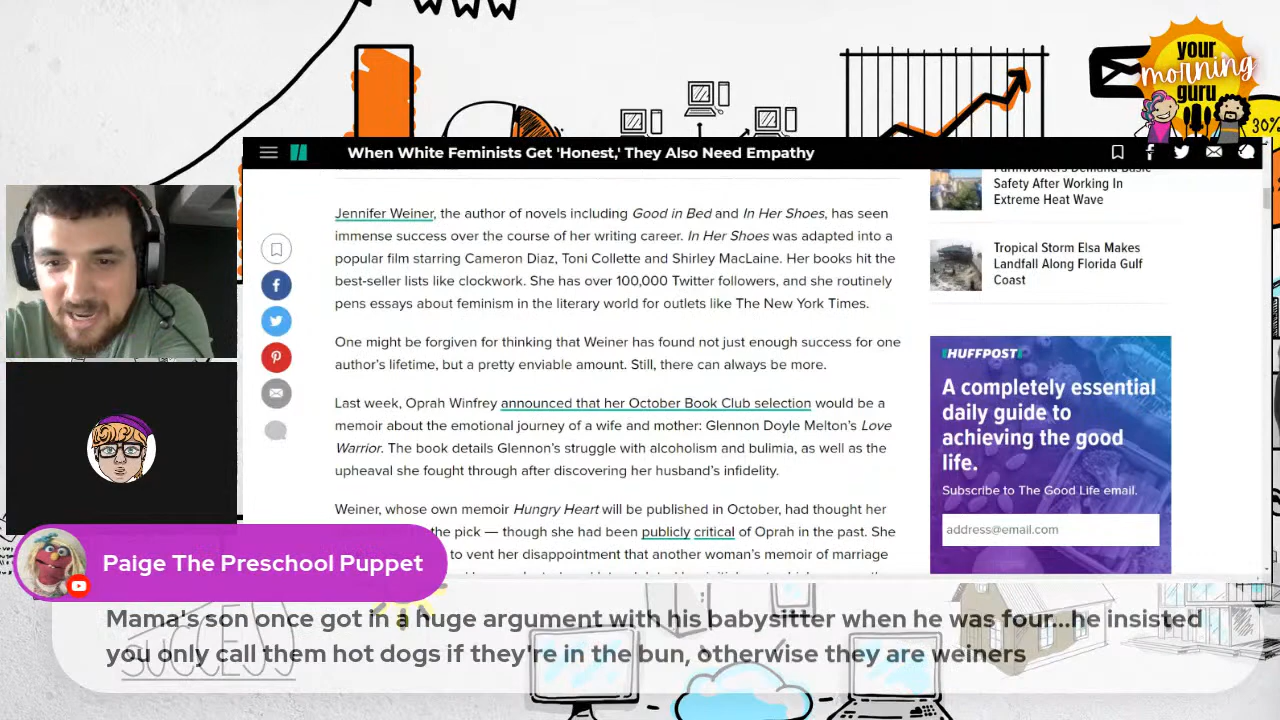 your
morning
guru
30%
When White Feminists Get 'Honest,' They Also Need Empathy
Jennifer Weiner, the author of novels including Good in Bed and In Her Shoes, has seen
immense success over the course of her writing career. In Her Shoes was adapted into a
popular film starring Cameron Diaz, Toni Collette and Shirley MacLaine. Her books hit the
best-seller lists like clockwork. She has over 100,000 Twitter followers, and she routinely
pens essays about feminism in the literary world for outlets like The New York Times.
One might be forgiven for thinking that Weiner has found not just enough success for one
author's lifetime, but a pretty enviable amount. Still, there can always be more.
Last week, Oprah Winfrey announced that her October Book Club selection would be a
memoir about the emotional journey of a wife and mother: Glennon Doyle Melton's Love
Warrior. The book details Glennon's struggle with alcoholism and bulimia, as well as the
upheaval she fought through after discovering her husband's infidelity.
Weiner, whose own memoir Hungry Heart will be published in October, had thought her
the pick — though she had been publicly critical of Oprah in the past. She
to vent her disappointment that another woman's memoir of marriage
Farmworkers Demand Basic
Safety After Working In
Extreme Heat Wave
Tropical Storm Elsa Makes
Landfall Along Florida Gulf
Coast
HUFFPOST
A completely essential
daily guide to
achieving the good
life.
Subscribe to The Good Life email.
address@email.com
Paige The Preschool Puppet
Mama's son once got in a huge argument with his babysitter when he was four...he insisted
you only call them hot dogs if they're in the bun, otherwise they are weiners
SUCCESS